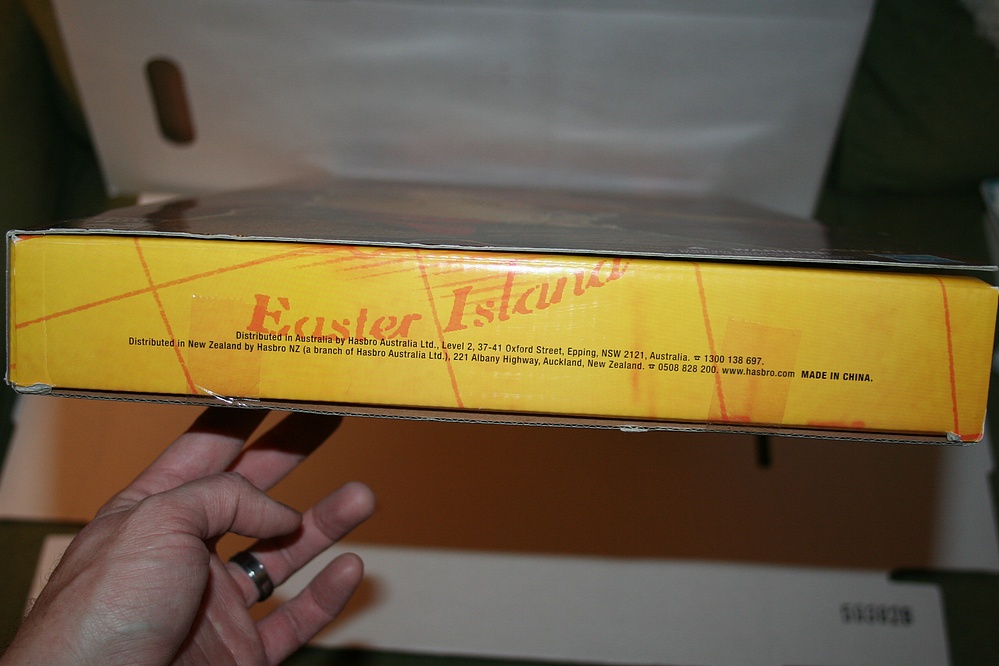 Easter Island
Distributed in Australia by Hasbro Australia Ltd., Level 2, 37-41 Oxford Street, Epping, NSW 2121, Australia. ☎ 1300 138 697.
Distributed in New Zealand by Hasbro NZ (a branch of Hasbro Australia Ltd.), 221 Albany Highway, Auckland, New Zealand. ☎ 0508 828 200. www.hasbro.com MADE IN CHINA.